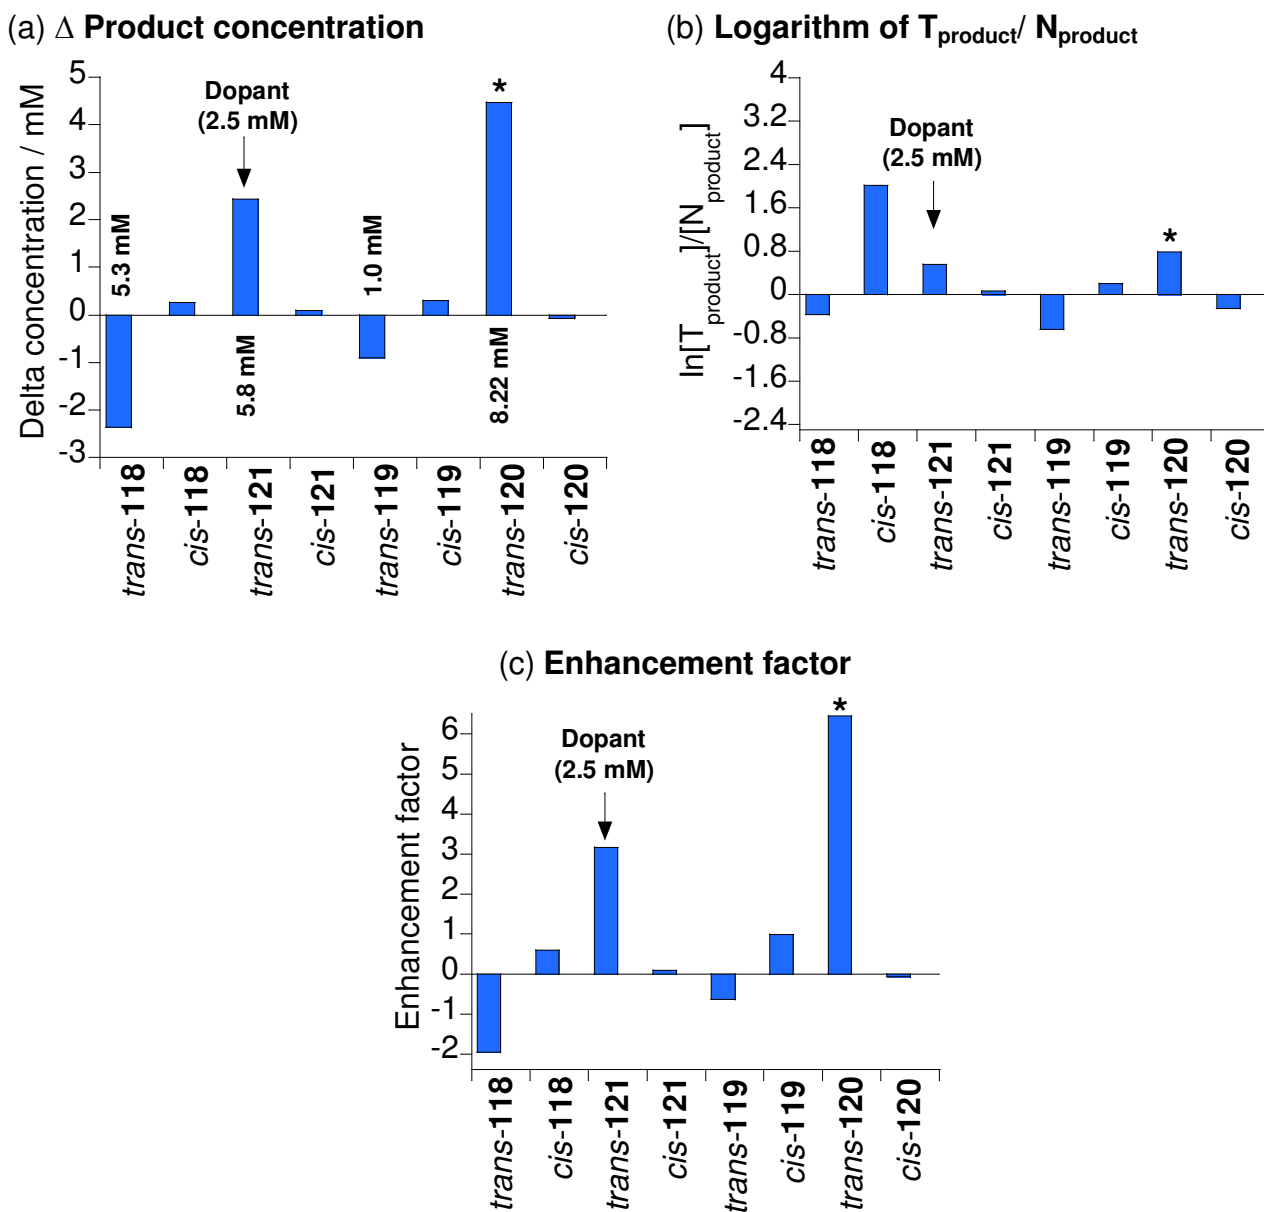 (a) Δ Product concentration
Delta concentration / mM
5
4
3
2
1
0
-1
-2
-3
Dopant
(2.5 mM)
*
5.3 mM
5.8 mM
1.0 mM
8.22 mM
trans-118
cis-118
trans-121
cis-121
trans-119
cis-119
trans-120
cis-120
(b) Logarithm of Tproduct/ Nproduct
ln[Tproduct]/[Nproduct]
4
3.2
2.4
1.6
0.8
0
-0.8
-1.6
-2.4
Dopant
(2.5 mM)
*
trans-118
cis-118
trans-121
cis-121
trans-119
cis-119
trans-120
cis-120
(c) Enhancement factor
Enhancement factor
6
5
4
3
2
1
0
-1
-2
Dopant
(2.5 mM)
*
trans-118
cis-118
trans-121
cis-121
trans-119
cis-119
trans-120
cis-120